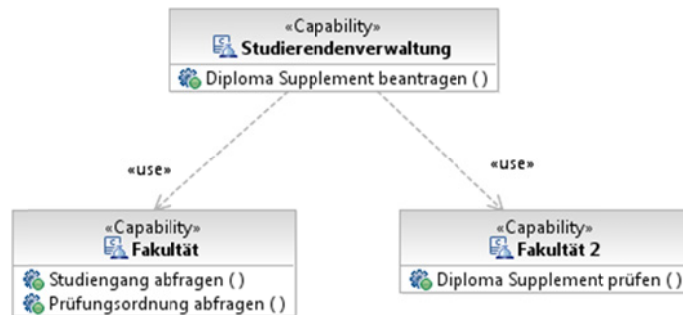 «Capability»
Studierendenverwaltung
Diploma Supplement beantragen ( )
«use»
«use»
«Capability»
Fakultät
Studiengang abfragen ( )
Prüfungsordnung abfragen ( )
«Capability»
Fakultät 2
Diploma Supplement prüfen ( )